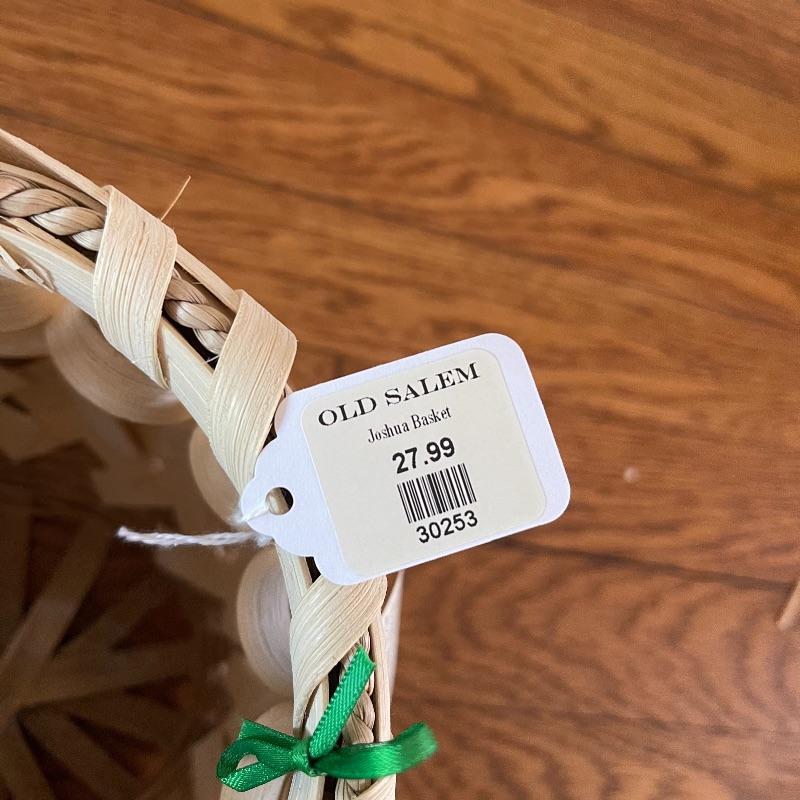 OLD SALEM
Joshua Basket
27.99
30253